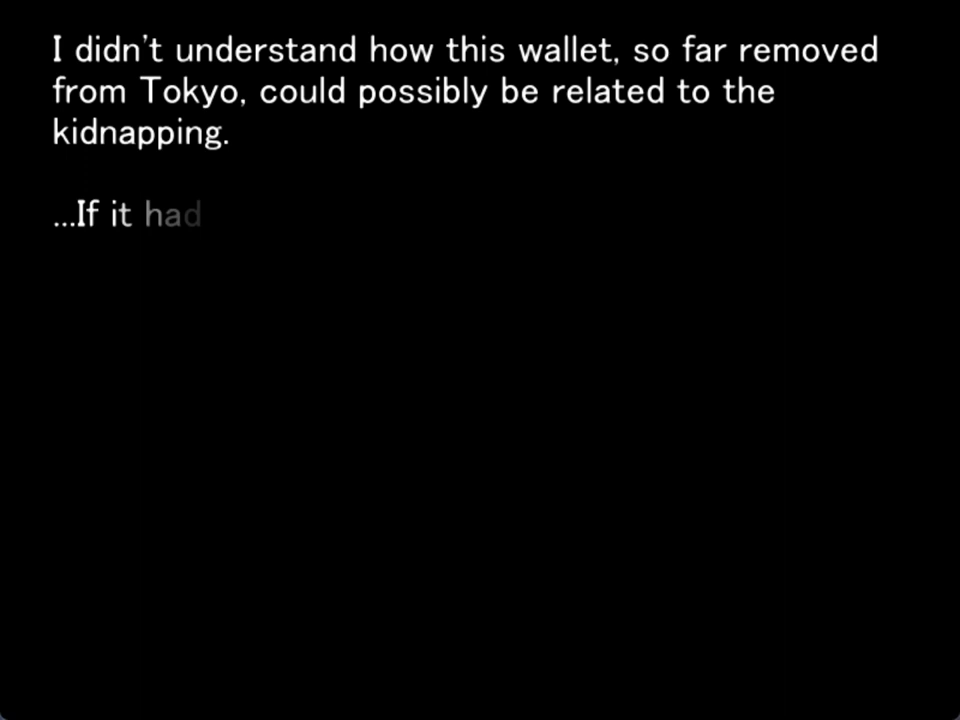 I didn't understand how this wallet, so far removed
from Tokyo, could possibly be related to the
kidnapping.
...If it had